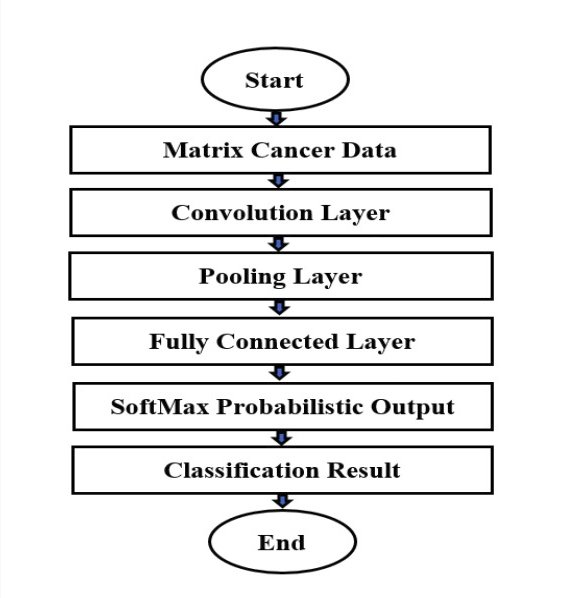 Start
Matrix Cancer Data
Convolution Layer
Pooling Layer
Fully Connected Layer
SoftMax Probabilistic Output
Classification Result
End